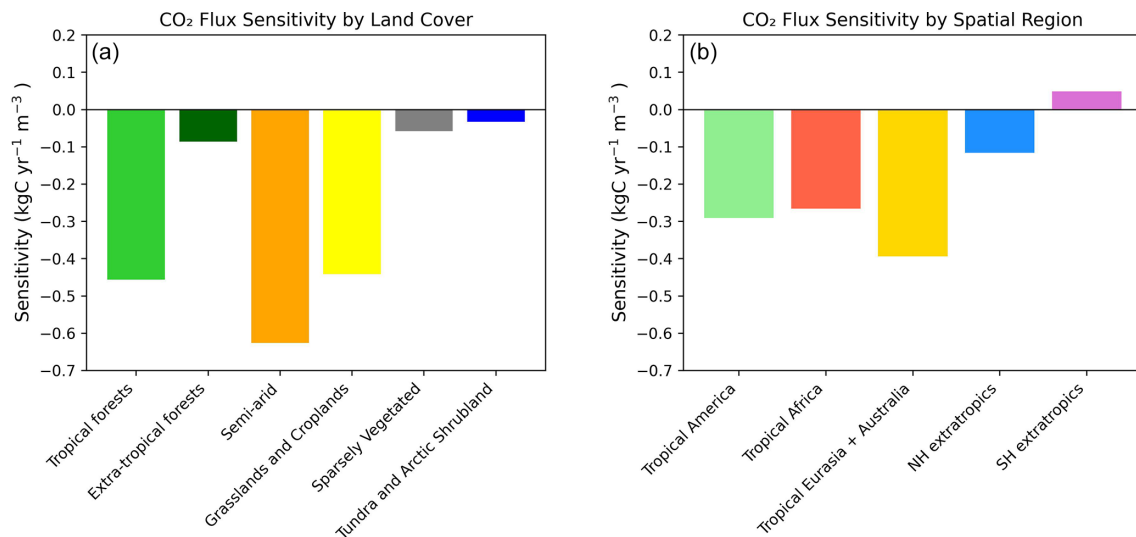 CO₂ Flux Sensitivity by Land Cover
(a)
Sensitivity (kgC yr⁻¹ m⁻³ )
0.2
0.1
0.0
−0.1
−0.2
−0.3
−0.4
−0.5
−0.6
−0.7
Tropical forests
Extra-tropical forests
Semi-arid
Grasslands and Croplands
Sparsely Vegetated
Tundra and Arctic Shrubland
CO₂ Flux Sensitivity by Spatial Region
(b)
Sensitivity (kgC yr⁻¹ m⁻³ )
0.2
0.1
0.0
−0.1
−0.2
−0.3
−0.4
−0.5
−0.6
−0.7
Tropical America
Tropical Africa
Tropical Eurasia + Australia
NH extratropics
SH extratropics